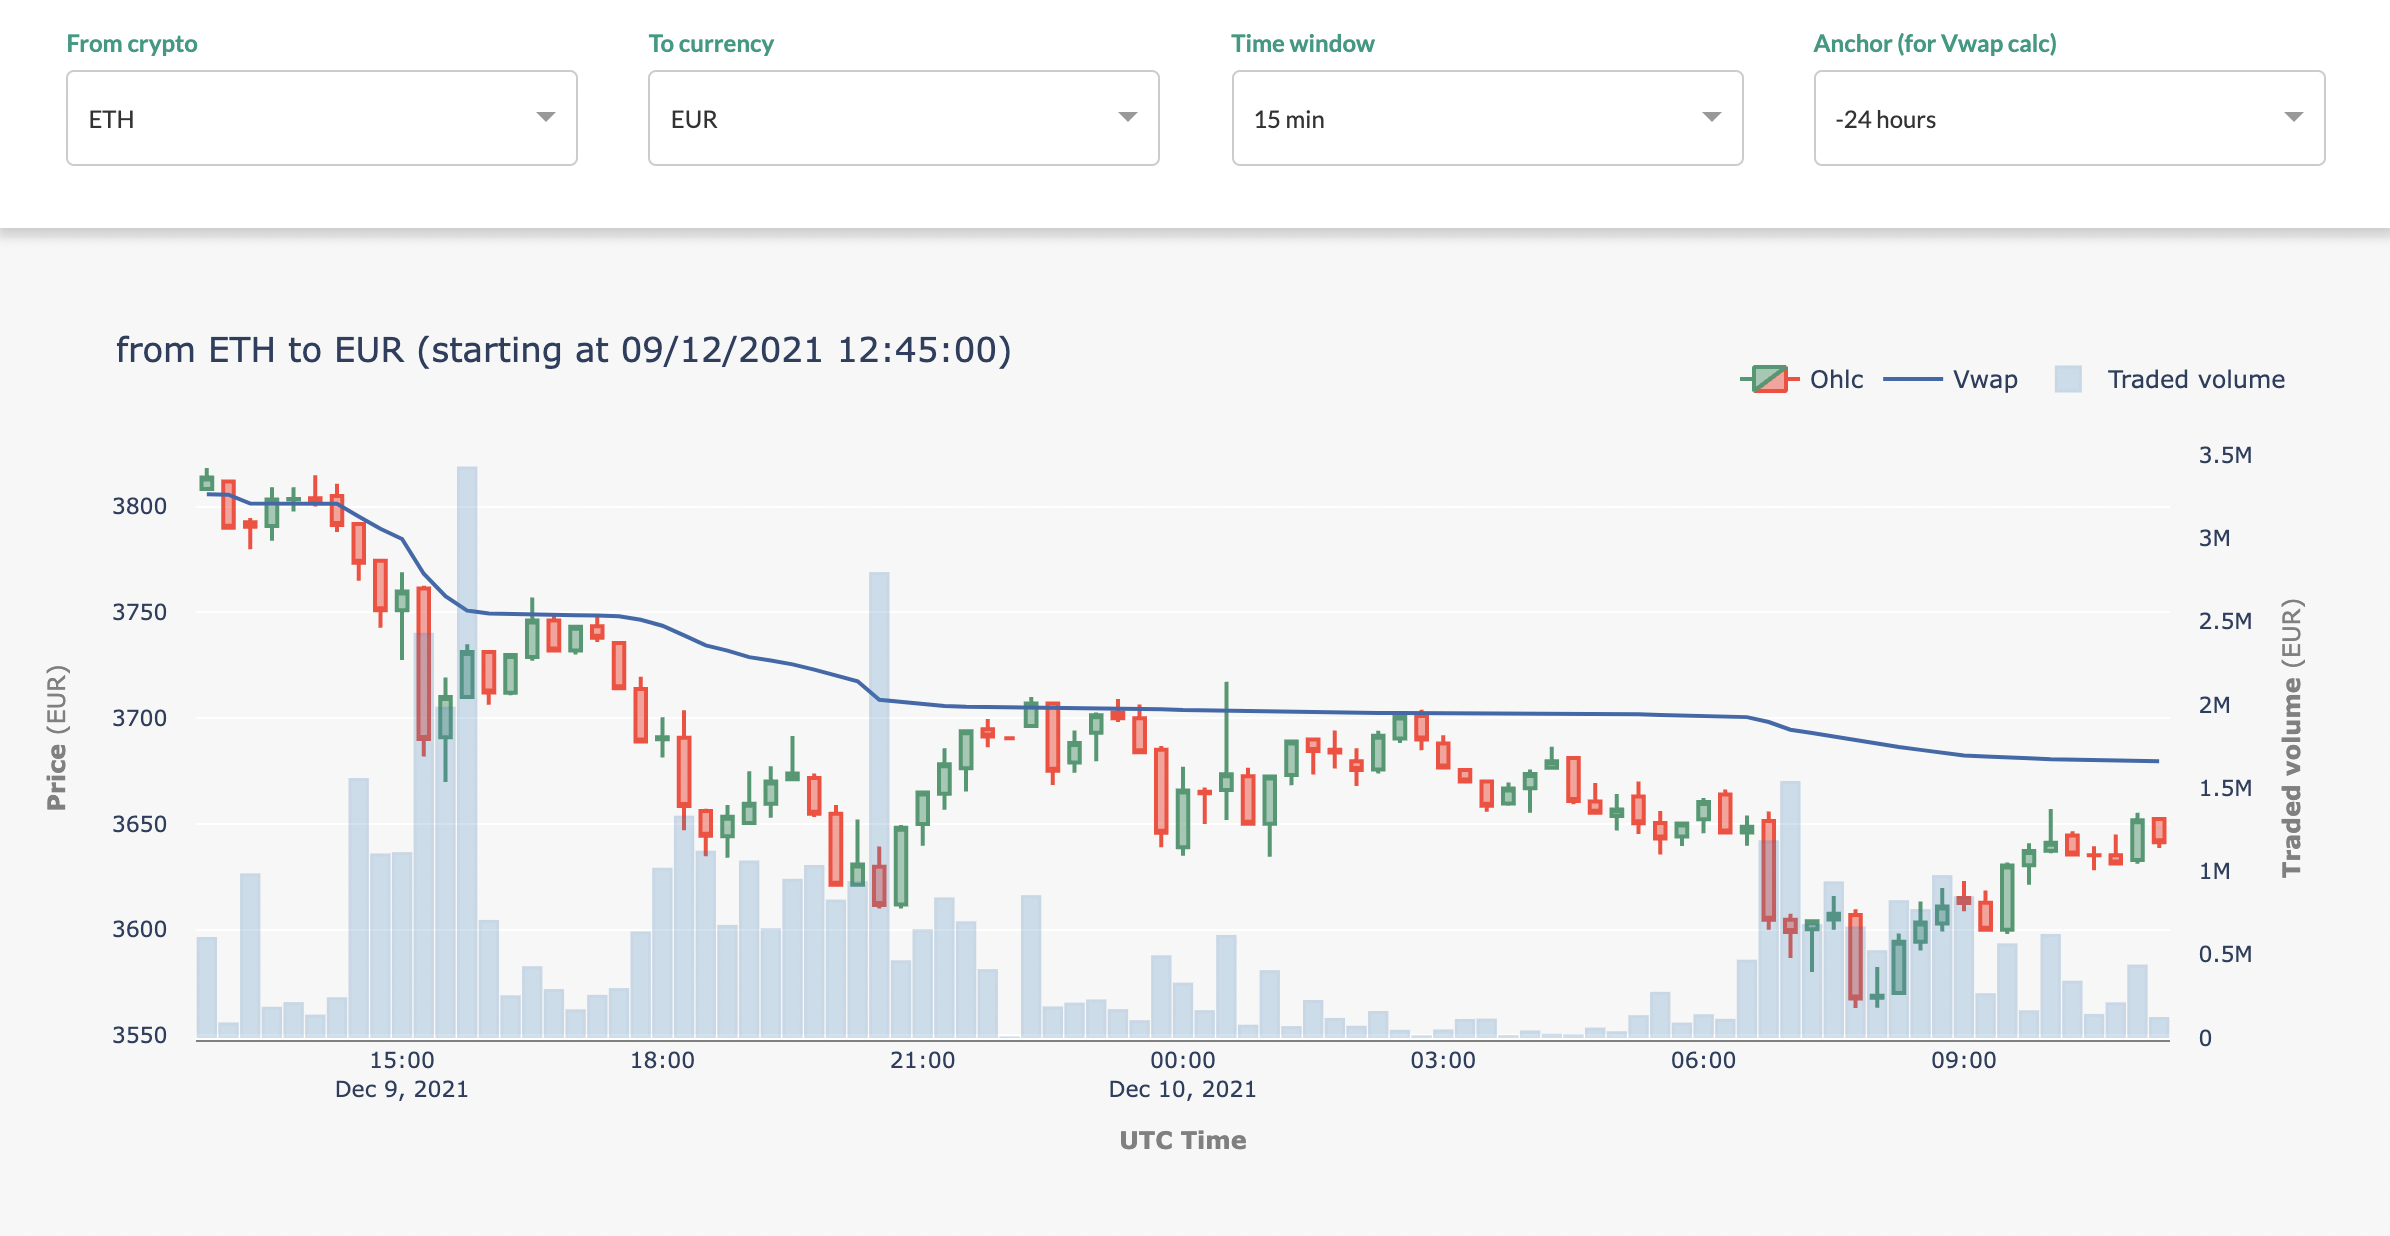 From crypto
To currency
Time window
Anchor (for Vwap calc)
ETH
EUR
15 min
-24 hours
from ETH to EUR (starting at 09/12/2021 12:45:00)
Ohlc
Vwap
Traded volume
3800
3750
3700
3650
3600
3550
Price (EUR)
3.5M
3M
2.5M
2M
1.5M
1M
0.5M
0
Traded volume (EUR)
15:00
18:00
21:00
00:00
03:00
06:00
09:00
Dec 9, 2021
Dec 10, 2021
UTC Time